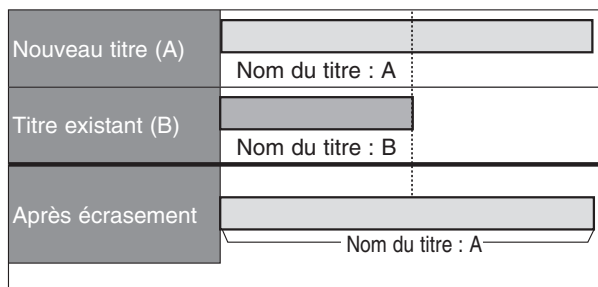 Nouveau titre (A)
Nom du titre : A
Titre existant (B)
Nom du titre : B
Après écrasement
Nom du titre : A